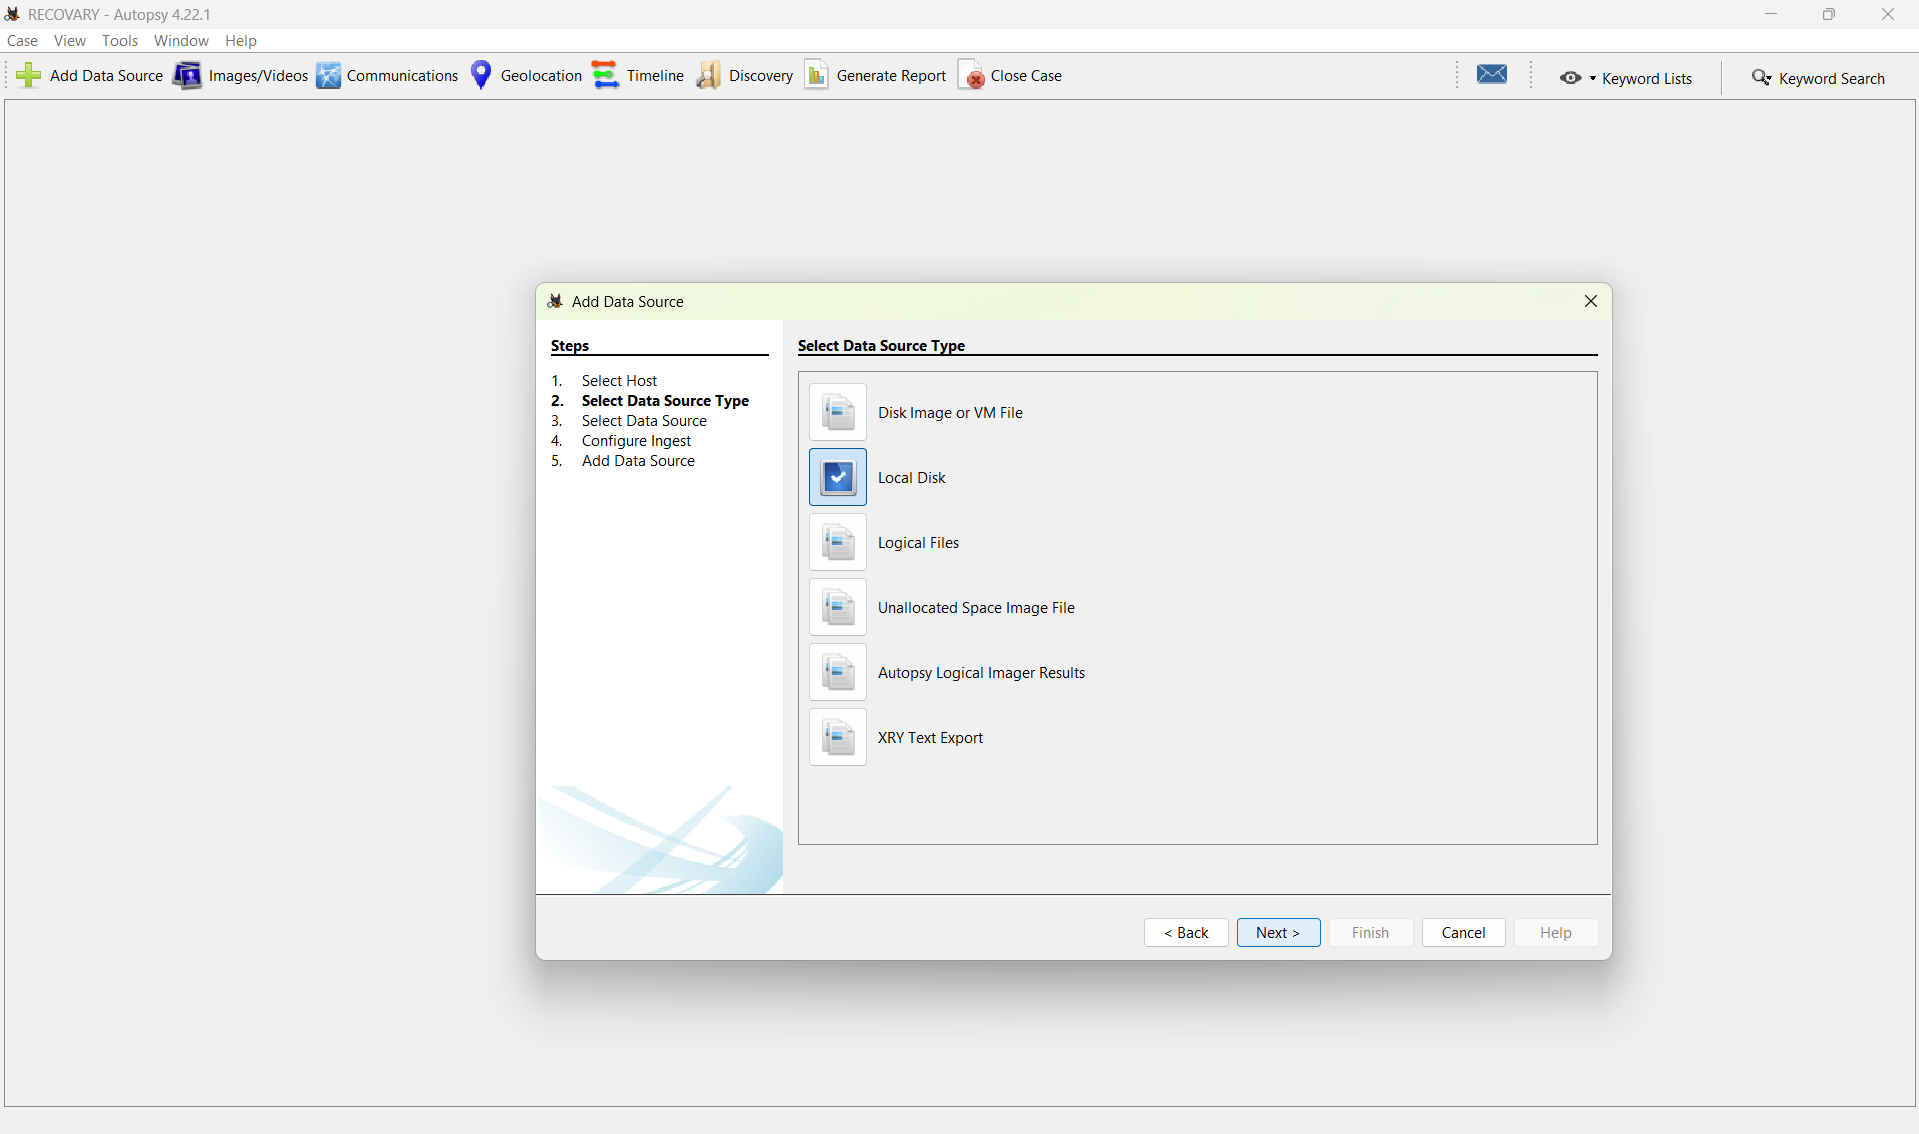 RECOVARY - Autopsy 4.22.1
Case View Tools Window Help
Add Data Source Images/Videos Communications Geolocation Timeline Discovery Generate Report Close Case Keyword Lists Keyword Search
Add Data Source
Steps
1. Select Host
2. Select Data Source Type
3. Select Data Source
4. Configure Ingest
5. Add Data Source
Select Data Source Type
Disk Image or VM File
Local Disk
Logical Files
Unallocated Space Image File
Autopsy Logical Imager Results
XRY Text Export
< Back Next > Finish Cancel Help